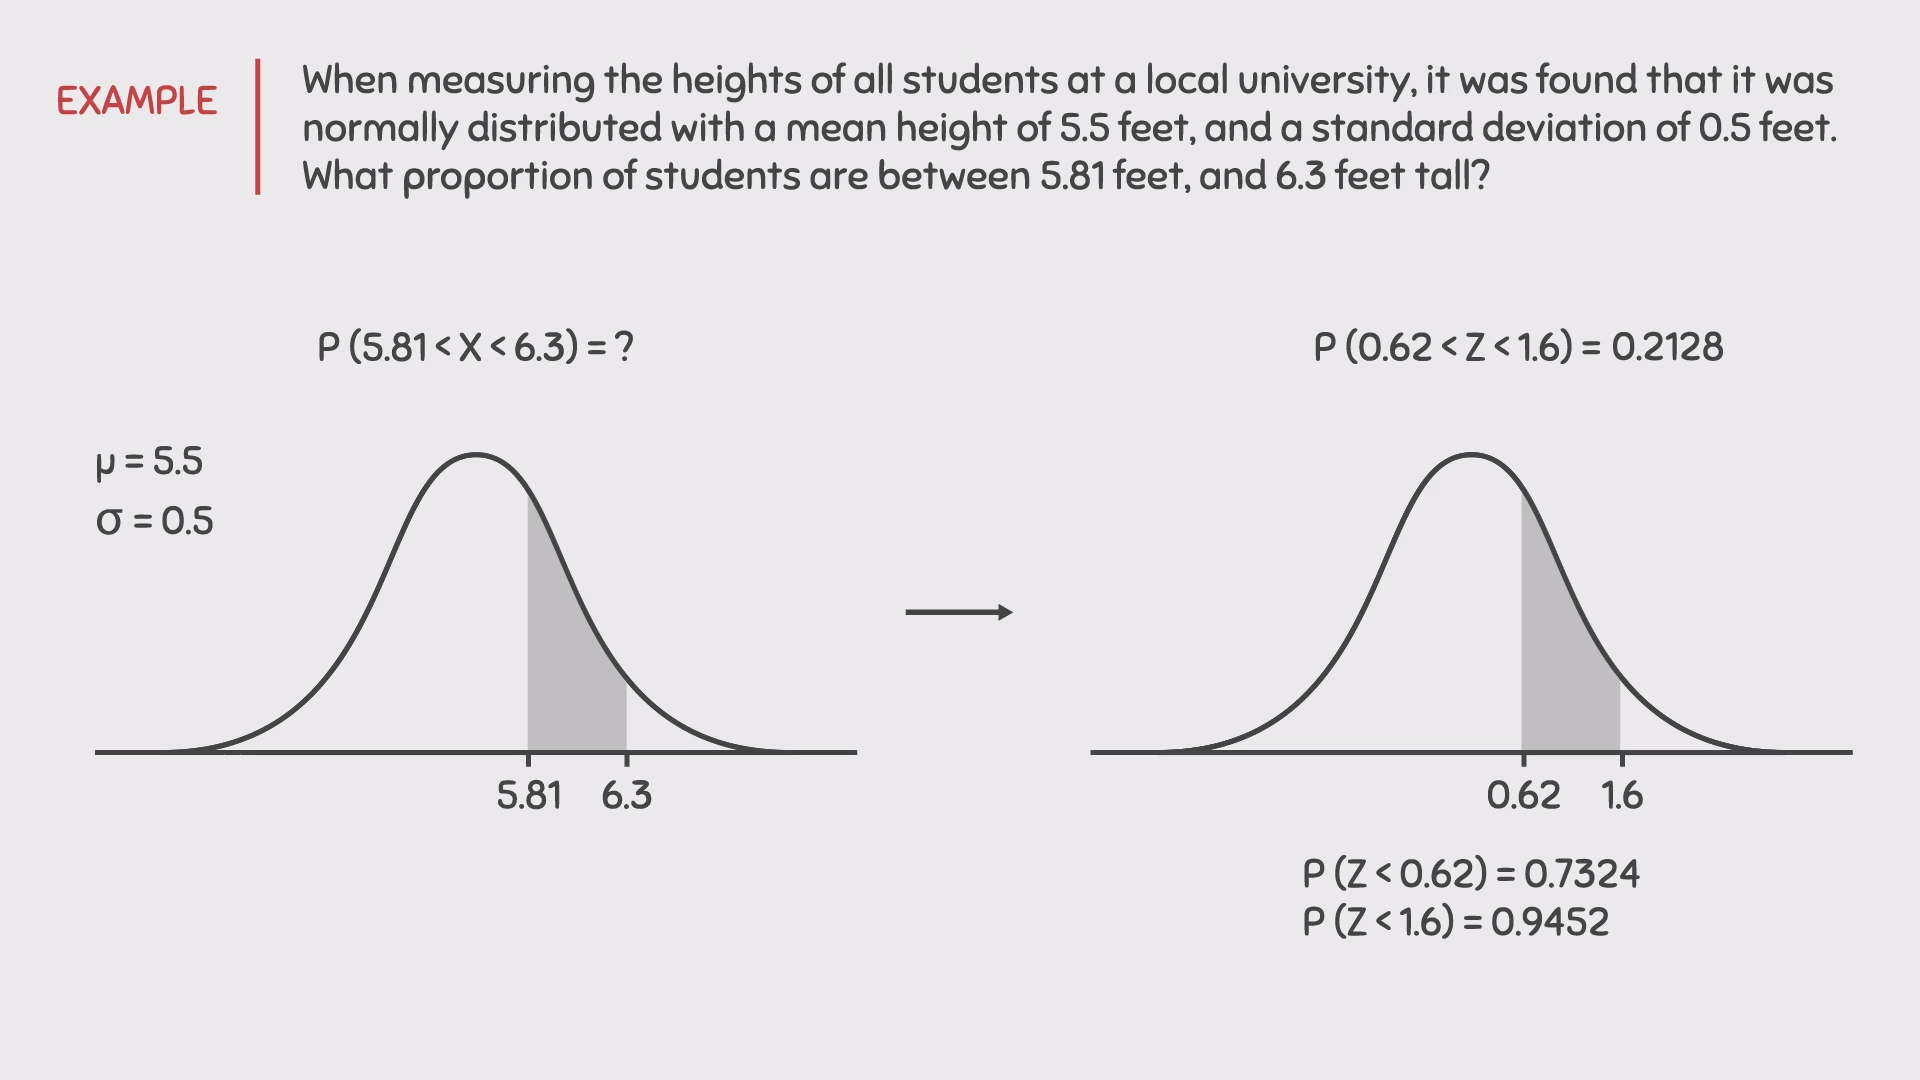 EXAMPLE
When measuring the heights of all students at a local university, it was found that it was
normally distributed with a mean height of 5.5 feet, and a standard deviation of 0.5 feet.
What proportion of students are between 5.81 feet, and 6.3 feet tall?
P (5.81 < X < 6.3) = ?
μ = 5.5
σ = 0.5
5.81 6.3
P (0.62 < Z < 1.6) = 0.2128
0.62 1.6
P (Z < 0.62) = 0.7324
P (Z < 1.6) = 0.9452